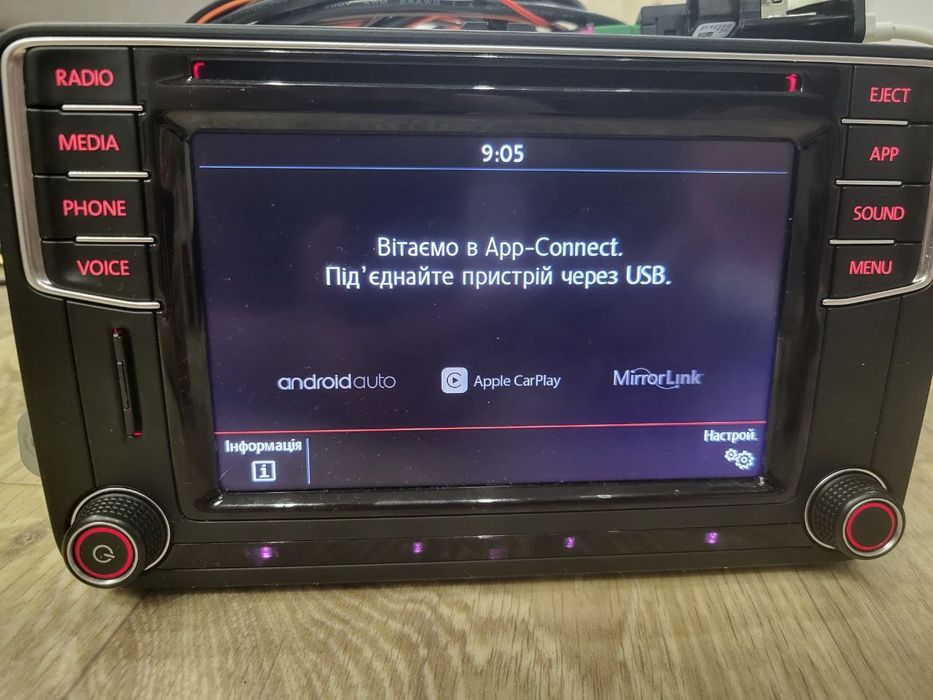 RADIO
MEDIA
PHONE
VOICE
EJECT
APP
SOUND
MENU
9:05
Вітаємо в App-Connect.
Під'єднайте пристрій через USB.
androidauto
Apple CarPlay
MirrorLink
Інформація
i
Настрой.